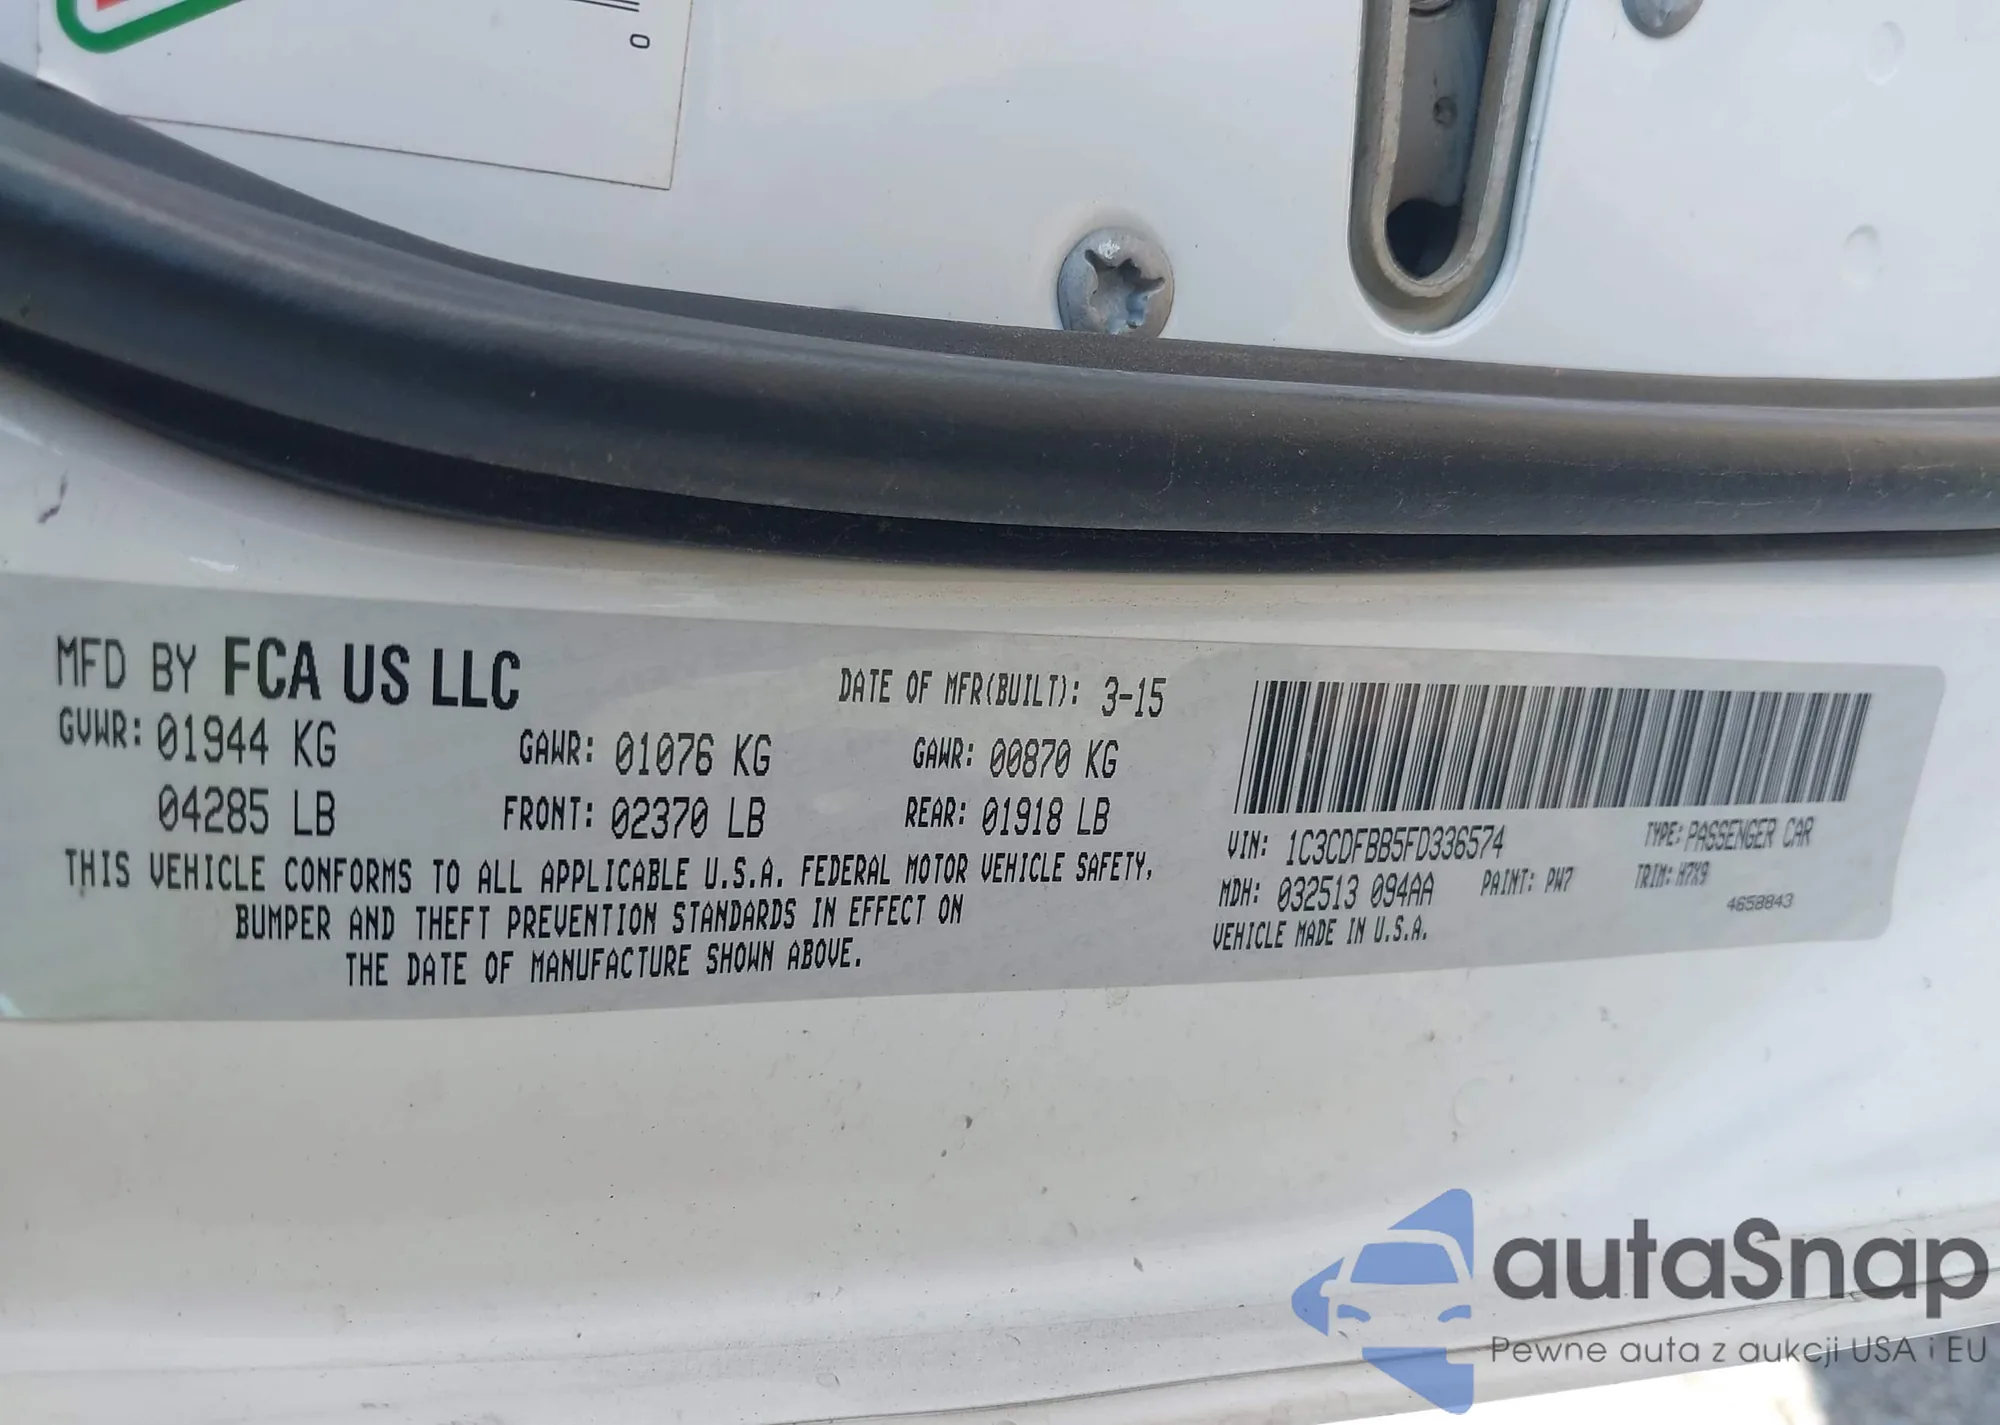 0
MFD BY FCA US LLC
DATE OF MFR(BUILT): 3-15
GVWR: 01944 KG
GAWR: 01076 KG
GAWR: 00870 KG
04285 LB
FRONT: 02370 LB
REAR: 01918 LB
THIS VEHICLE CONFORMS TO ALL APPLICABLE U.S.A. FEDERAL MOTOR VEHICLE SAFETY,
BUMPER AND THEFT PREVENTION STANDARDS IN EFFECT ON
THE DATE OF MANUFACTURE SHOWN ABOVE.
VIN: 1C3CDFBB5FD336574
TYPE: PASSENGER CAR
MDH: 032513 094AA
PAINT: PW7
TRIM: H7X9
4658843
VEHICLE MADE IN U.S.A.
autaSnap
Pewne auta z aukcji USA i EU